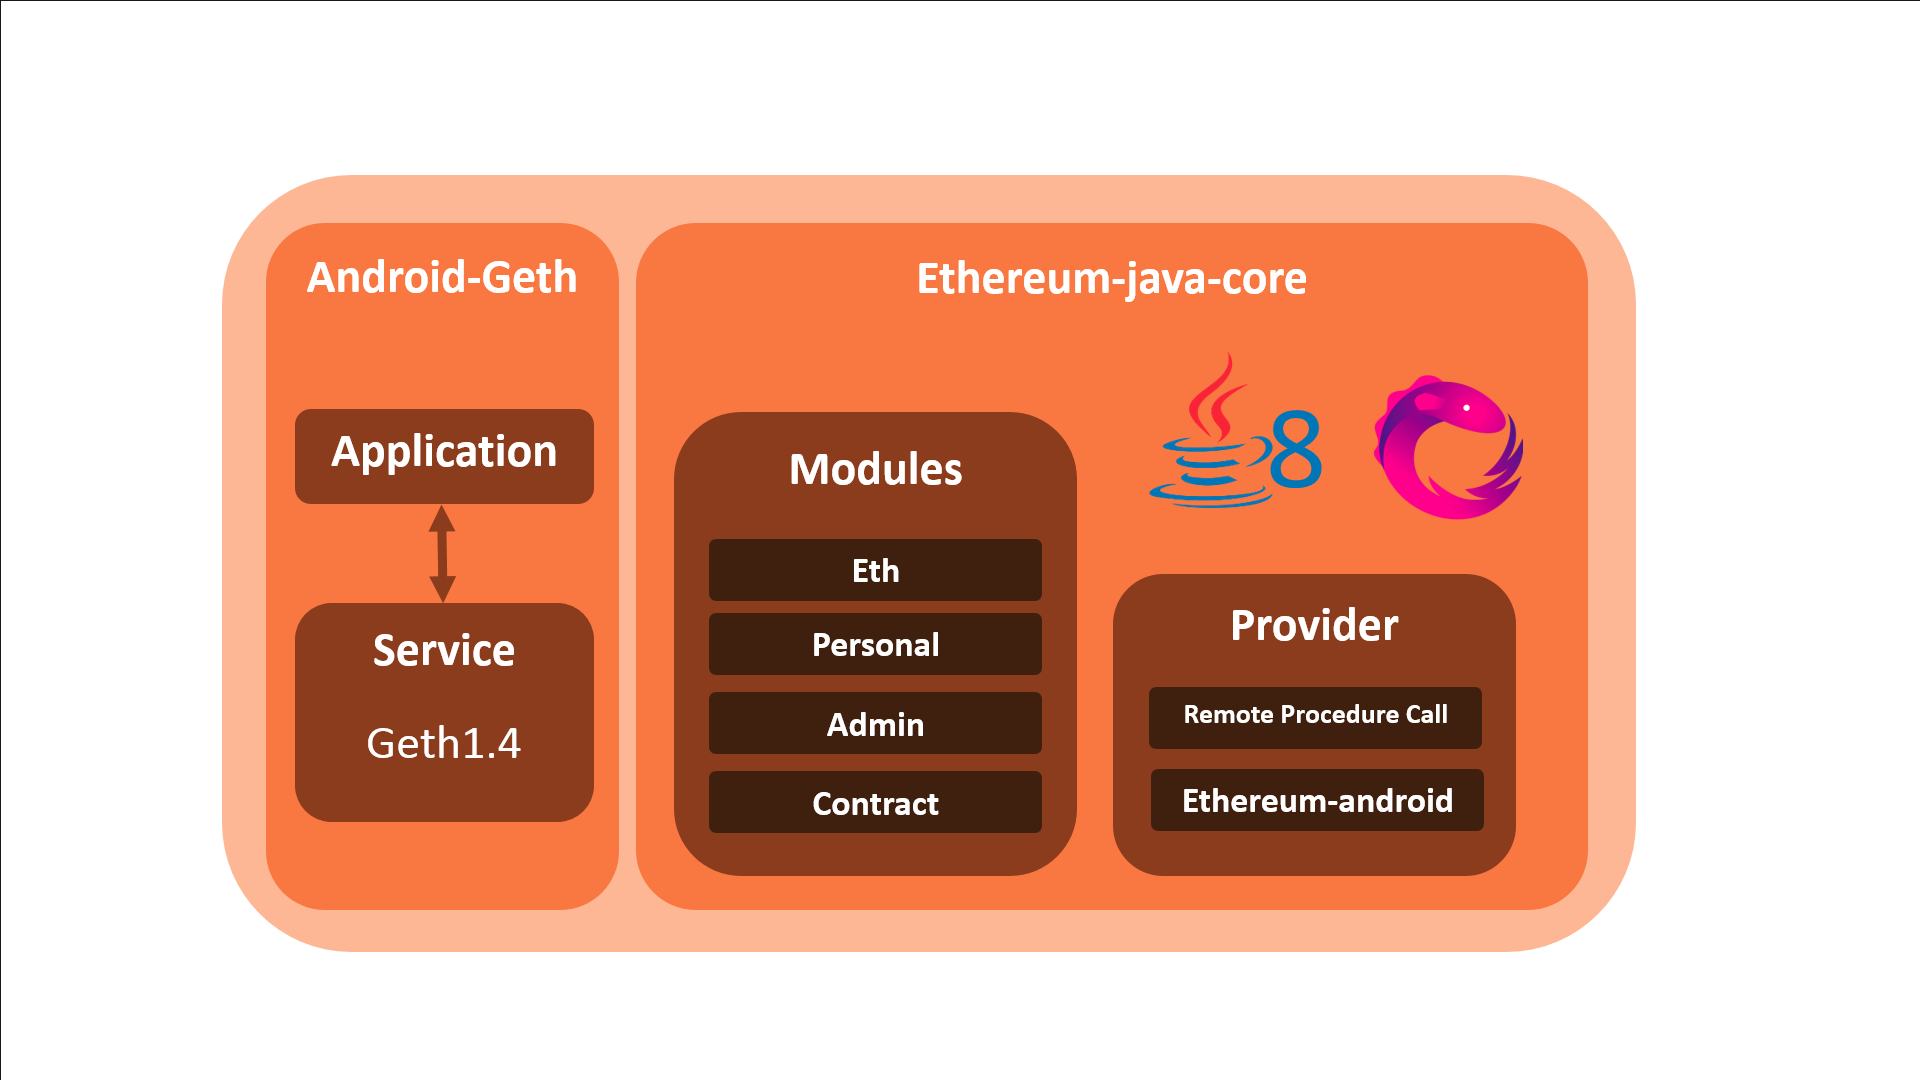 Android-Geth
Application
Service
Geth1.4
Ethereum-java-core
8
Modules
Eth
Personal
Admin
Contract
Provider
Remote Procedure Call
Ethereum-android